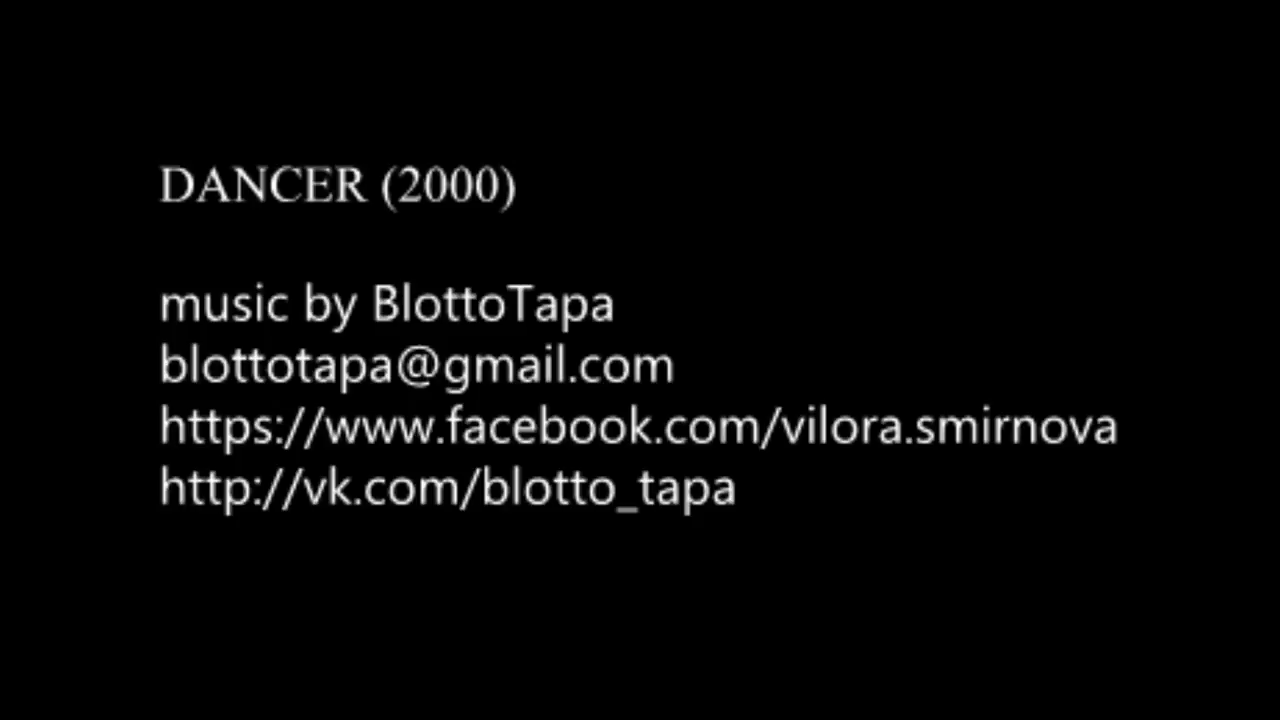 DANCER (2000)
music by BlottoTapa
blottotapa@gmail.com
https://www.facebook.com/vilora.smirnova
http://vk.com/blotto_tapa